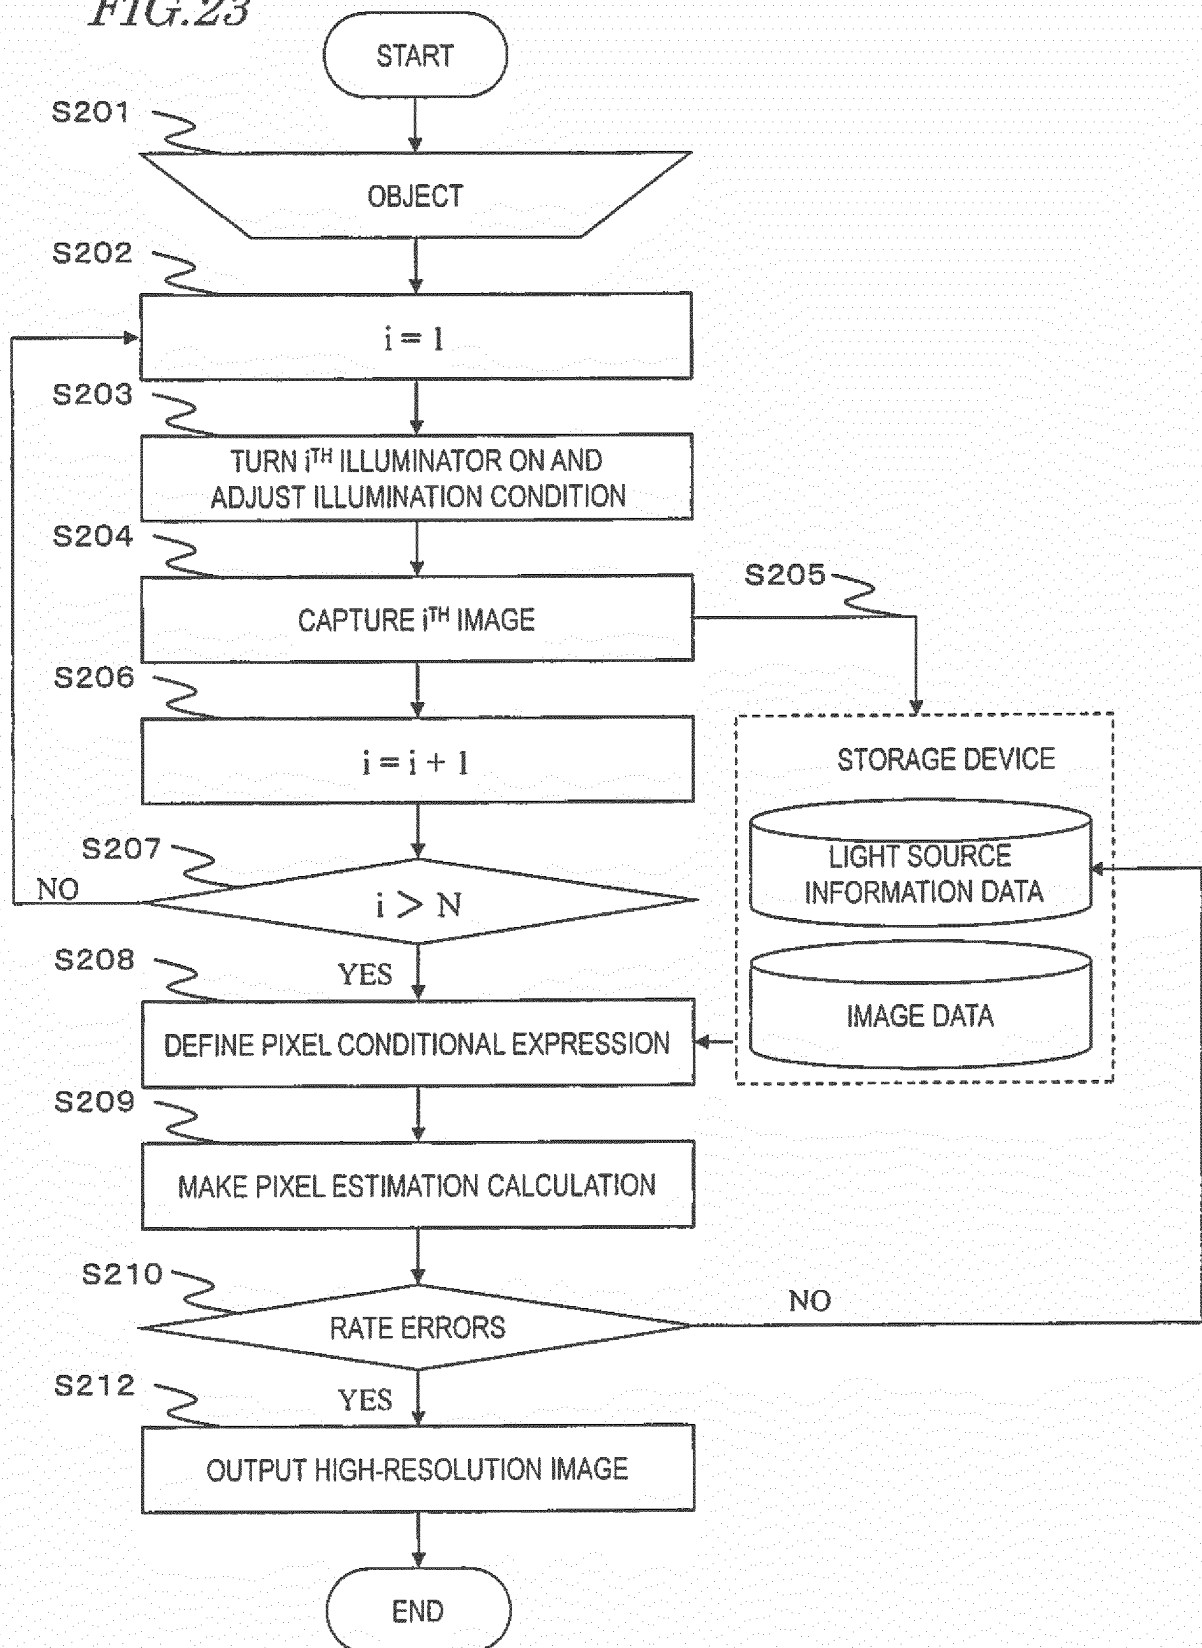 FIG.23
START
S201
OBJECT
S202
i = 1
S203
TURN iTH ILLUMINATOR ON AND
ADJUST ILLUMINATION CONDITION
S204
CAPTURE iTH IMAGE
S205
S206
i = i + 1
STORAGE DEVICE
LIGHT SOURCE
INFORMATION DATA
IMAGE DATA
S207
NO
i > N
YES
S208
DEFINE PIXEL CONDITIONAL EXPRESSION
S209
MAKE PIXEL ESTIMATION CALCULATION
S210
RATE ERRORS
NO
YES
S212
OUTPUT HIGH-RESOLUTION IMAGE
END